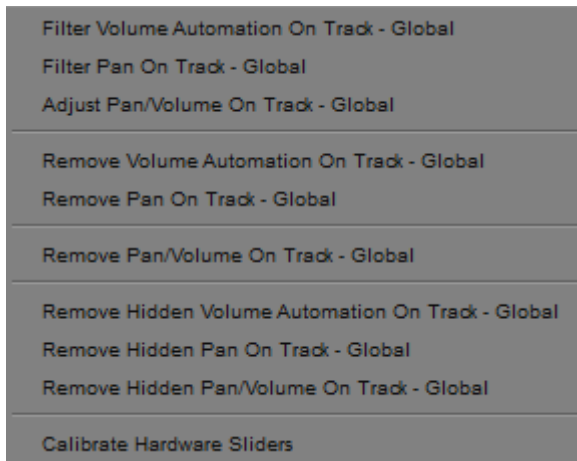 Filter Volume Automation On Track - Global
Filter Pan On Track - Global
Adjust Pan/Volume On Track - Global
Remove Volume Automation On Track - Global
Remove Pan On Track - Global
Remove Pan/Volume On Track - Global
Remove Hidden Volume Automation On Track - Global
Remove Hidden Pan On Track - Global
Remove Hidden Pan/Volume On Track - Global
Calibrate Hardware Sliders